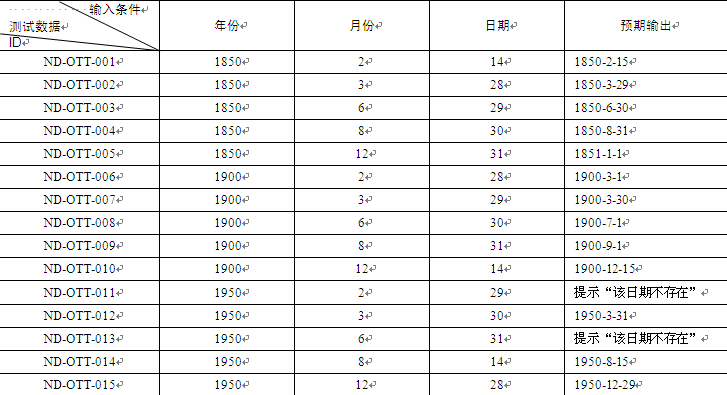 输入条件
测试数据
ID
年份 月份 日期 预期输出
ND-OTT-001 1850 2 14 1850-2-15
ND-OTT-002 1850 3 28 1850-3-29
ND-OTT-003 1850 6 29 1850-6-30
ND-OTT-004 1850 8 30 1850-8-31
ND-OTT-005 1850 12 31 1851-1-1
ND-OTT-006 1900 2 28 1900-3-1
ND-OTT-007 1900 3 29 1900-3-30
ND-OTT-008 1900 6 30 1900-7-1
ND-OTT-009 1900 8 31 1900-9-1
ND-OTT-010 1900 12 14 1900-12-15
ND-OTT-011 1950 2 29 提示“该日期不存在”
ND-OTT-012 1950 3 30 1950-3-31
ND-OTT-013 1950 6 31 提示“该日期不存在”
ND-OTT-014 1950 8 14 1950-8-15
ND-OTT-015 1950 12 28 1950-12-29